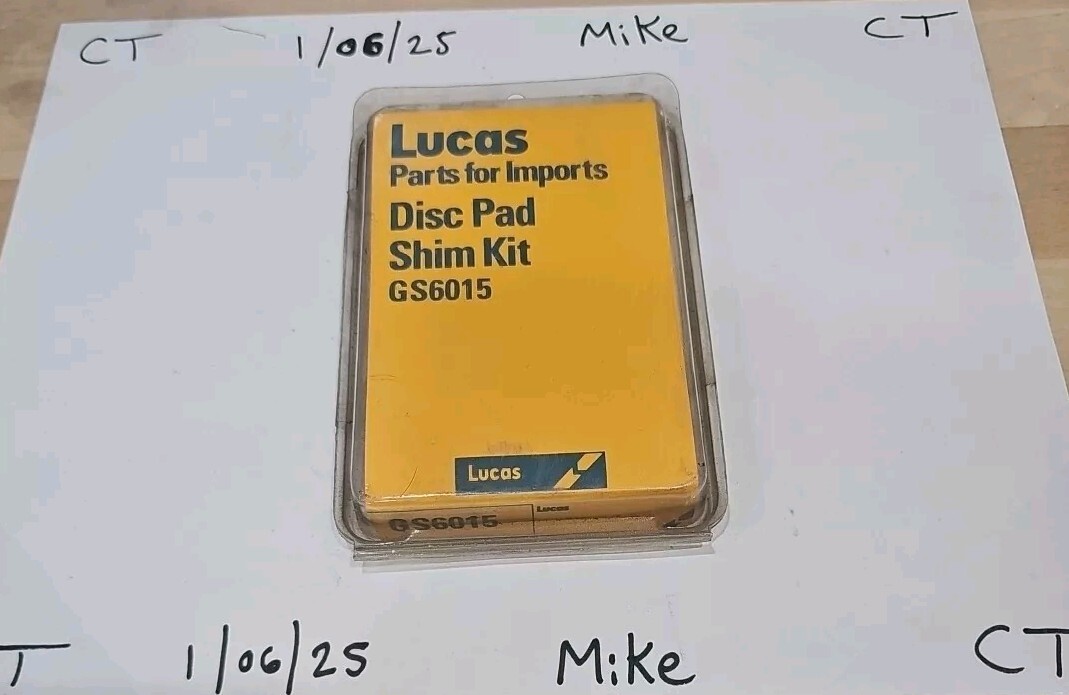 CT 1/06/25 Mike CT
Lucas
Parts for Imports
Disc Pad
Shim Kit
GS6015
Lucas
GS6015 Lucas
T 1/06/25 Mike CT